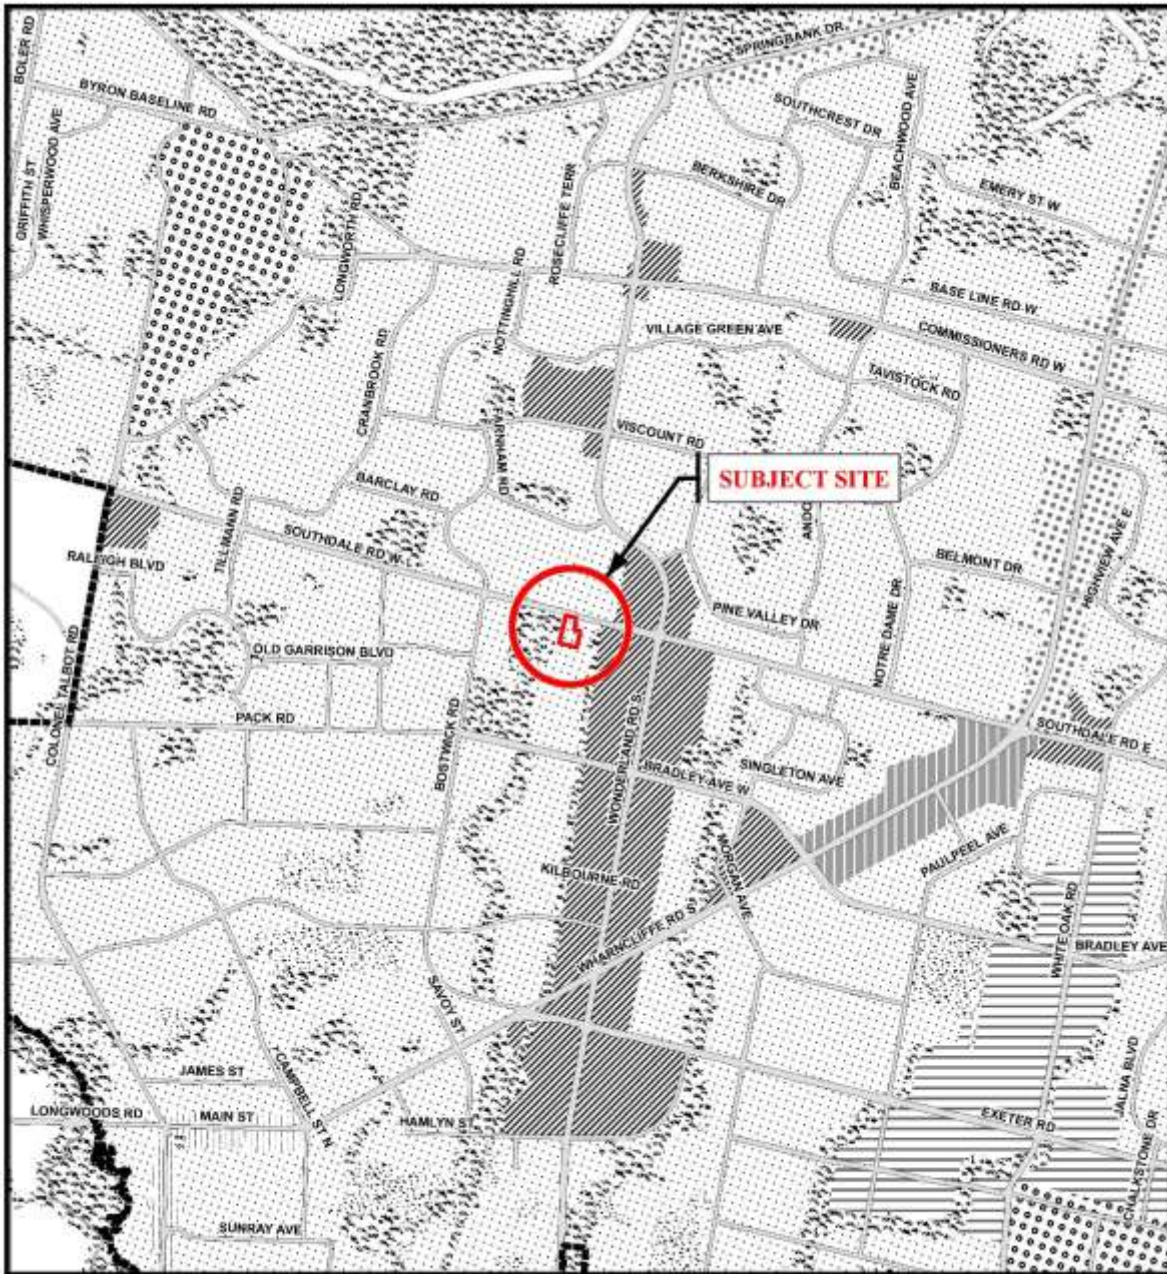 BOLER RD
SPRINGBANK DR
BYRON BASELINE RD
SOUTHCREST DR
BEACHWOOD AVE
GRIFFITH ST
WHISPERWOOD AVE
BERKSHIRE DR
EMERY ST W
ROSECLIFFE TERR
LONGWORTH RD
NOTTINGHILL RD
BASE LINE RD W
VILLAGE GREEN AVE
COMMISSIONERS RD W
CRANBROOK RD
TAVISTOCK RD
FARNHAM RD
VISCOUNT RD
BARCLAY RD
SUBJECT SITE
ANDO
TILLMANN RD
SOUTHDALE RD W
HIGHVIEW AVE E
RALEIGH BLVD
BELMONT DR
PINE VALLEY DR
NOTRE DAME DR
OLD GARRISON BLVD
COLONEL TALBOT RD
PACK RD
BOSTWICK RD
WONDERLAND RD S
SOUTHDALE RD E
BRADLEY AVE W
SINGLETON AVE
KILBOURNE RD
MORGAN AVE
PAULPEEL AVE
WHARNCLIFFE RD S
WHITE OAK RD
BRADLEY AVE
SAVOY ST
JAMES ST
CAMPBELL ST N
JALNA BLVD
LONGWOODS RD
MAIN ST
HAMLYN ST
EXETER RD
CHALKSTONE DR
SUNRAY AVE